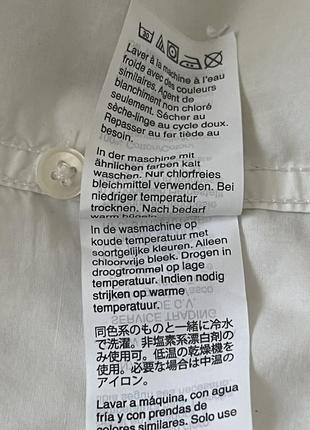 30
Laver à la machine à l'eau
froide avec des couleurs
similaires. Agent de
blanchiment non chloré
seulement. Sécher au
sèche-linge au cycle doux.
Repasser au fer tiède au
besoin.
In der maschine mit
ähnlichen farben kalt
waschen. Nur chlorfreies
bleichmittel verwenden. Bei
niedriger temperatur
trocknen. Nach bedarf
warm bügeln.
In de wasmachine op
koude temperatuur met
soortgelijke kleuren. Alleen
chloorvrije bleek. Drogen in
droogtrommel op lage
temperatuur. Indien nodig
strijken op warme
temperatuur.
同色系のものと一緒に冷水
で洗濯。非塩素系漂白剤の
み使用可。低温の乾燥機を
使用。必要な場合は中温の
アイロン。
Lavar a máquina, con agua
fría y con prendas de
colores similares. Solo use